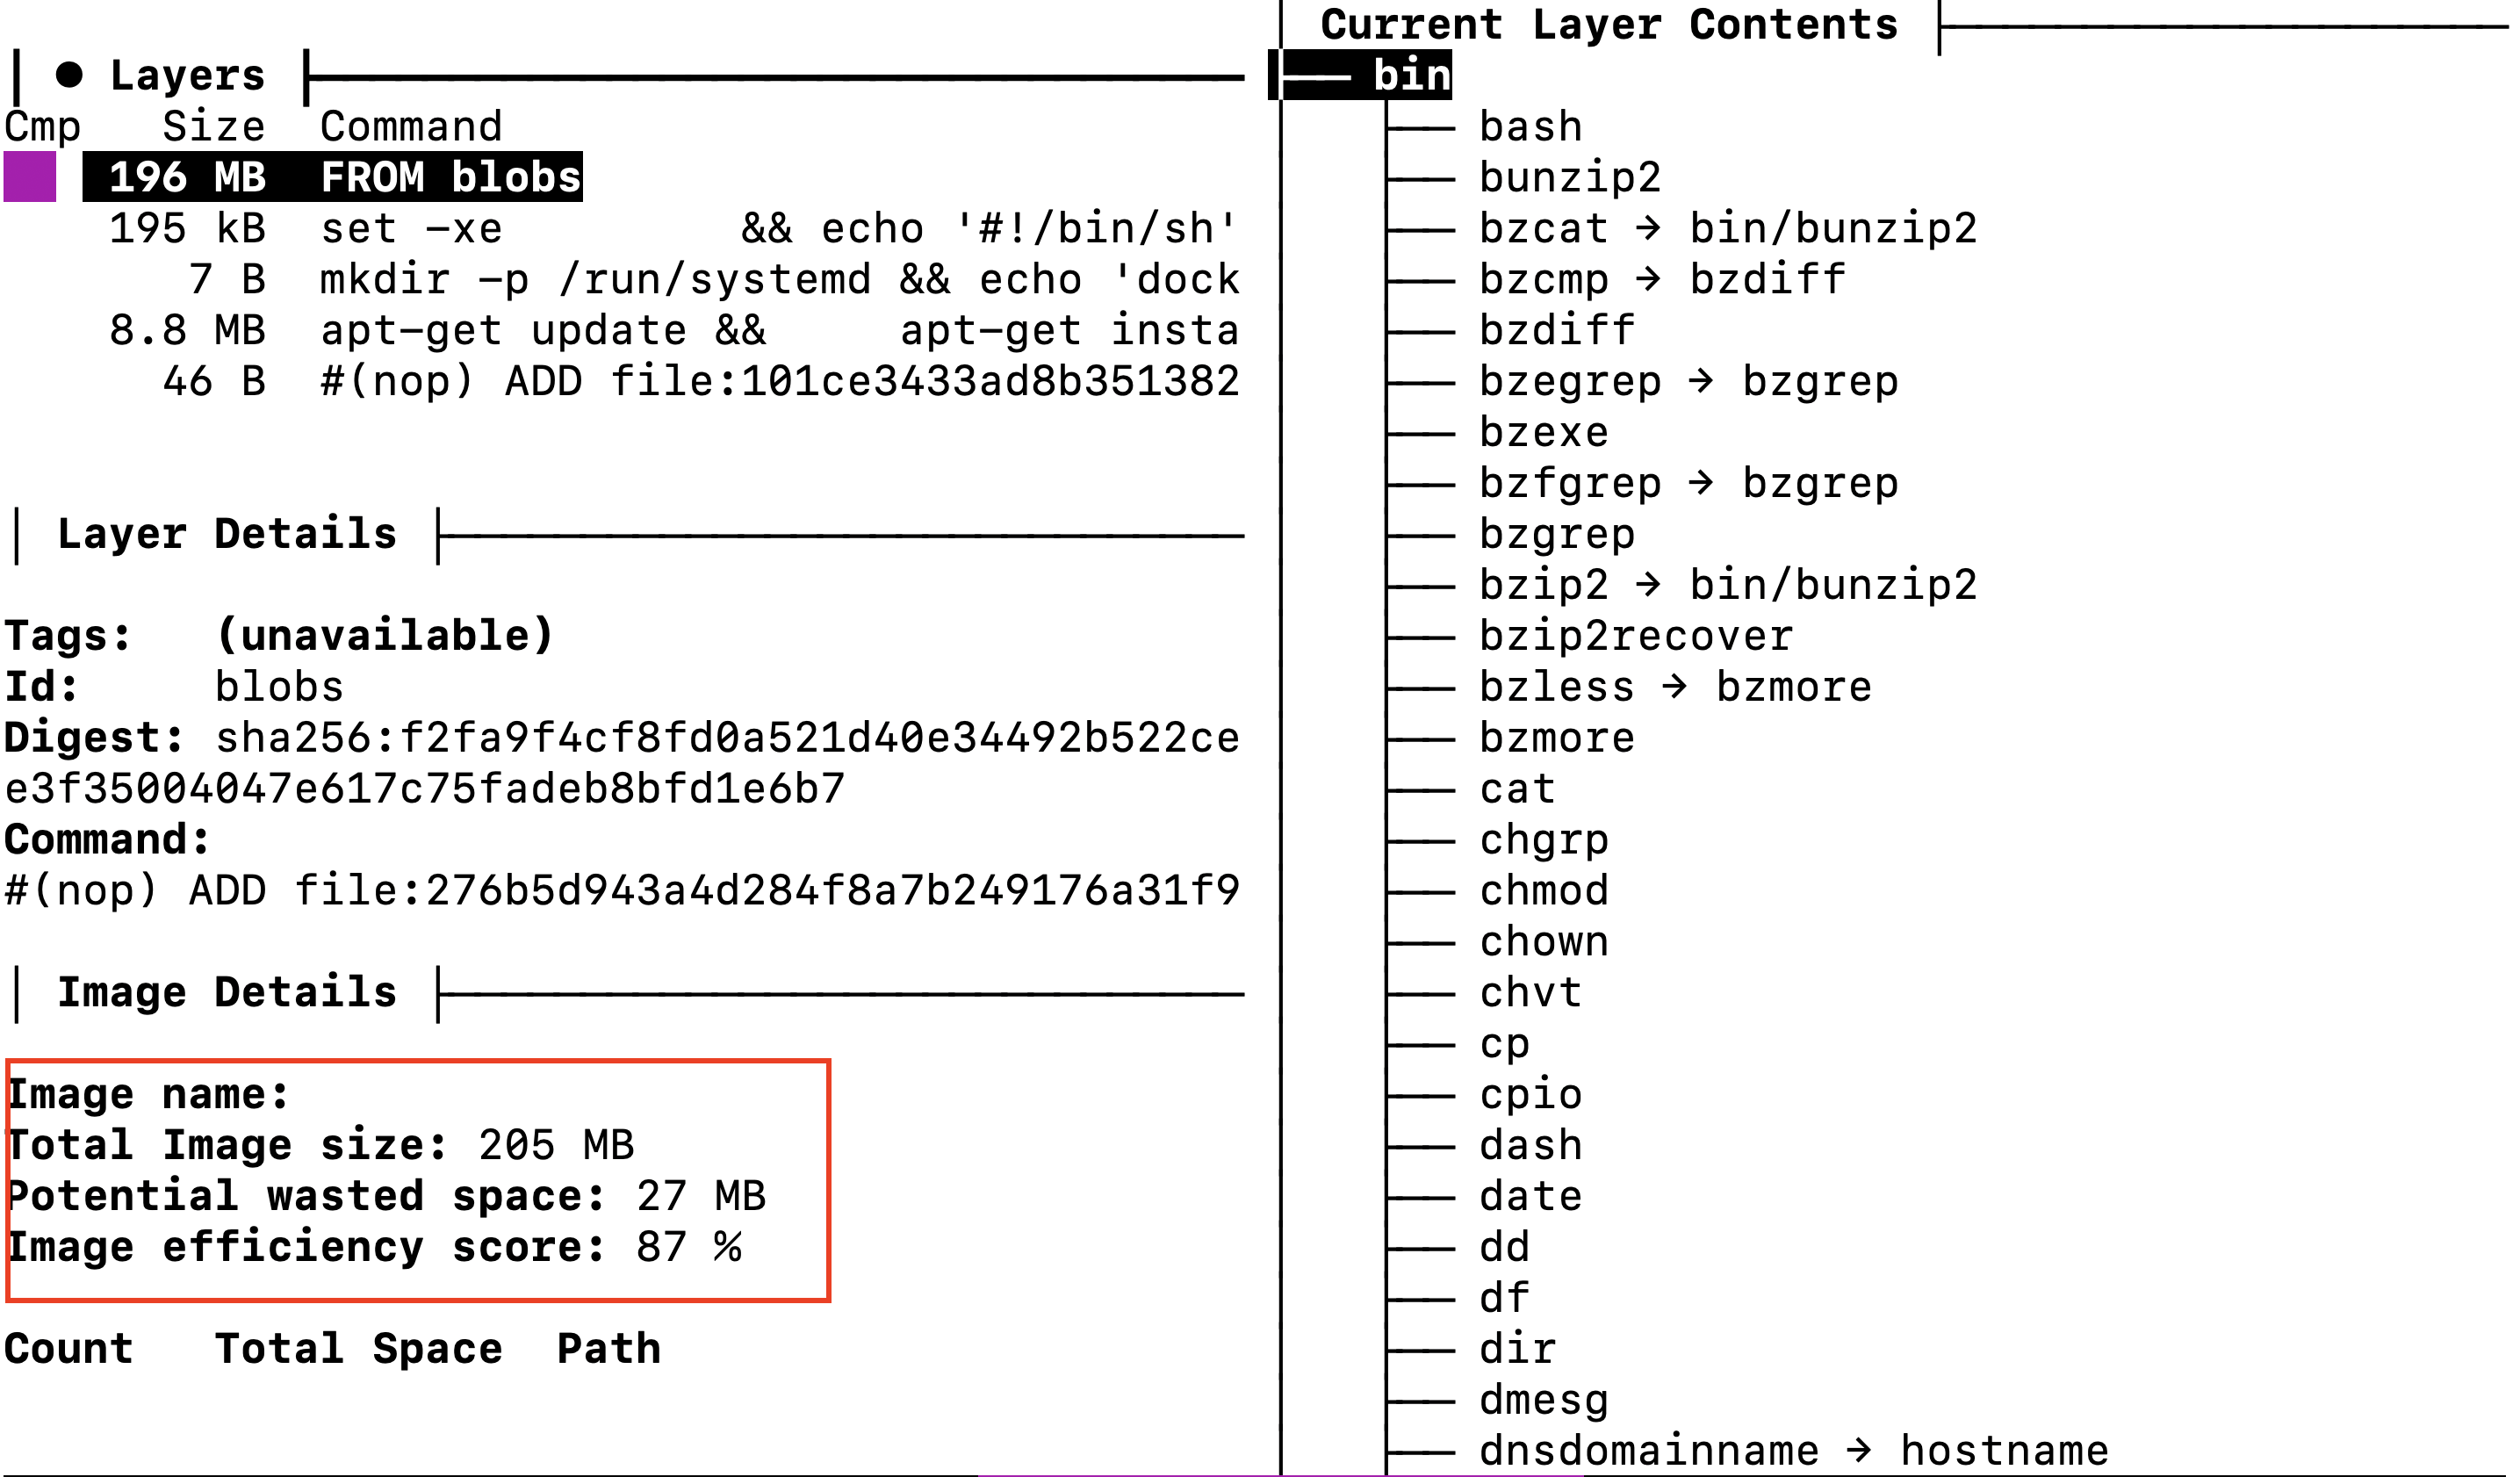 ● Layers
Cmp Size Command
196 MB FROM blobs
195 kB set -xe && echo '#!/bin/sh'
7 B mkdir -p /run/systemd && echo 'dock
8.8 MB apt-get update && apt-get insta
46 B #(nop) ADD file:101ce3433ad8b351382
Layer Details
Tags: (unavailable)
Id: blobs
Digest: sha256:f2fa9f4cf8fd0a521d40e34492b522ce
e3f35004047e617c75fadeb8bfd1e6b7
Command:
#(nop) ADD file:276b5d943a4d284f8a7b249176a31f9
Image Details
Image name:
Total Image size: 205 MB
Potential wasted space: 27 MB
Image efficiency score: 87 %
Count Total Space Path
Current Layer Contents
bin
bash
bunzip2
bzcat → bin/bunzip2
bzcmp → bzdiff
bzdiff
bzegrep → bzgrep
bzexe
bzfgrep → bzgrep
bzgrep
bzip2 → bin/bunzip2
bzip2recover
bzless → bzmore
bzmore
cat
chgrp
chmod
chown
chvt
cp
cpio
dash
date
dd
df
dir
dmesg
dnsdomainname → hostname